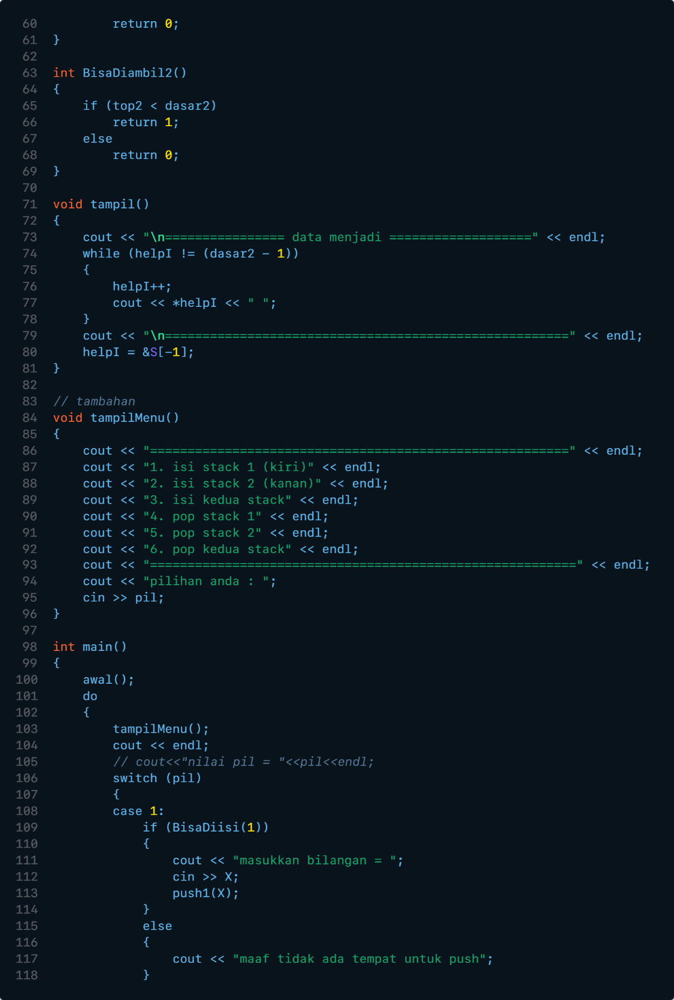 60          return 0;
61  }
62
63  int BisaDiambil2()
64  {
65      if (top2 < dasar2)
66          return 1;
67      else
68          return 0;
69  }
70
71  void tampil()
72  {
73      cout << "\n================ data menjadi ===================" << endl;
74      while (helpI != (dasar2 - 1))
75      {
76          helpI++;
77          cout << *helpI << " ";
78      }
79      cout << "\n======================================================" << endl;
80      helpI = &S[-1];
81  }
82
83  // tambahan
84  void tampilMenu()
85  {
86      cout << "========================================================" << endl;
87      cout << "1. isi stack 1 (kiri)" << endl;
88      cout << "2. isi stack 2 (kanan)" << endl;
89      cout << "3. isi kedua stack" << endl;
90      cout << "4. pop stack 1" << endl;
91      cout << "5. pop stack 2" << endl;
92      cout << "6. pop kedua stack" << endl;
93      cout << "=========================================================" << endl;
94      cout << "pilihan anda : ";
95      cin >> pil;
96  }
97
98  int main()
99  {
100     awal();
101     do
102     {
103         tampilMenu();
104         cout << endl;
105         // cout<<"nilai pil = "<<pil<<endl;
106         switch (pil)
107         {
108         case 1:
109             if (BisaDiisi(1))
110             {
111                 cout << "masukkan bilangan = ";
112                 cin >> X;
113                 push1(X);
114             }
115             else
116             {
117                 cout << "maaf tidak ada tempat untuk push";
118             }